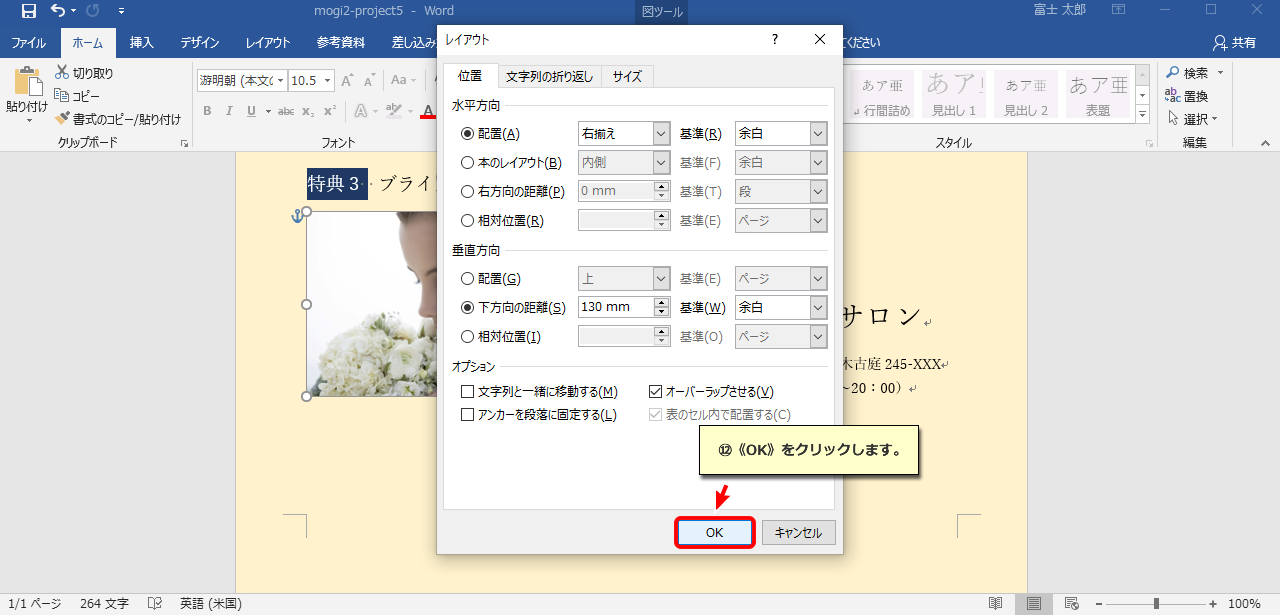 mogi2-project5 - Word
図ツール
富士 太郎
ファイル ホーム 挿入 デザイン レイアウト 参考資料 差し込み
ください
共有
貼り付け
切り取り
コピー
書式のコピー/貼り付け
クリップボード
游明朝 (本文の 10.5
A A Aa
B I U abc x₂ x² A aby A
フォント
あア亜 あア亜 あア亜 あア亜
↲ 行間詰め 見出し 1 見出し 2 表題
スタイル
検索
置換
選択
編集
特典 3 ブライ
サロン
木古庭 245-XXX
~20：00）
レイアウト ?
位置 文字列の折り返し サイズ
水平方向
配置(A) 右揃え 基準(R) 余白
本のレイアウト(B) 内側 基準(F) 余白
右方向の距離(P) 0 mm 基準(T) 段
相対位置(R) 基準(E) ページ
垂直方向
配置(G) 上 基準(E) ページ
下方向の距離(S) 130 mm 基準(W) 余白
相対位置(I) 基準(O) ページ
オプション
文字列と一緒に移動する(M) オーバーラップさせる(V)
アンカーを段落に固定する(L) 表のセル内で配置する(C)
⑫《OK》をクリックします。
OK キャンセル
1/1 ページ 264 文字 英語 (米国) 100%